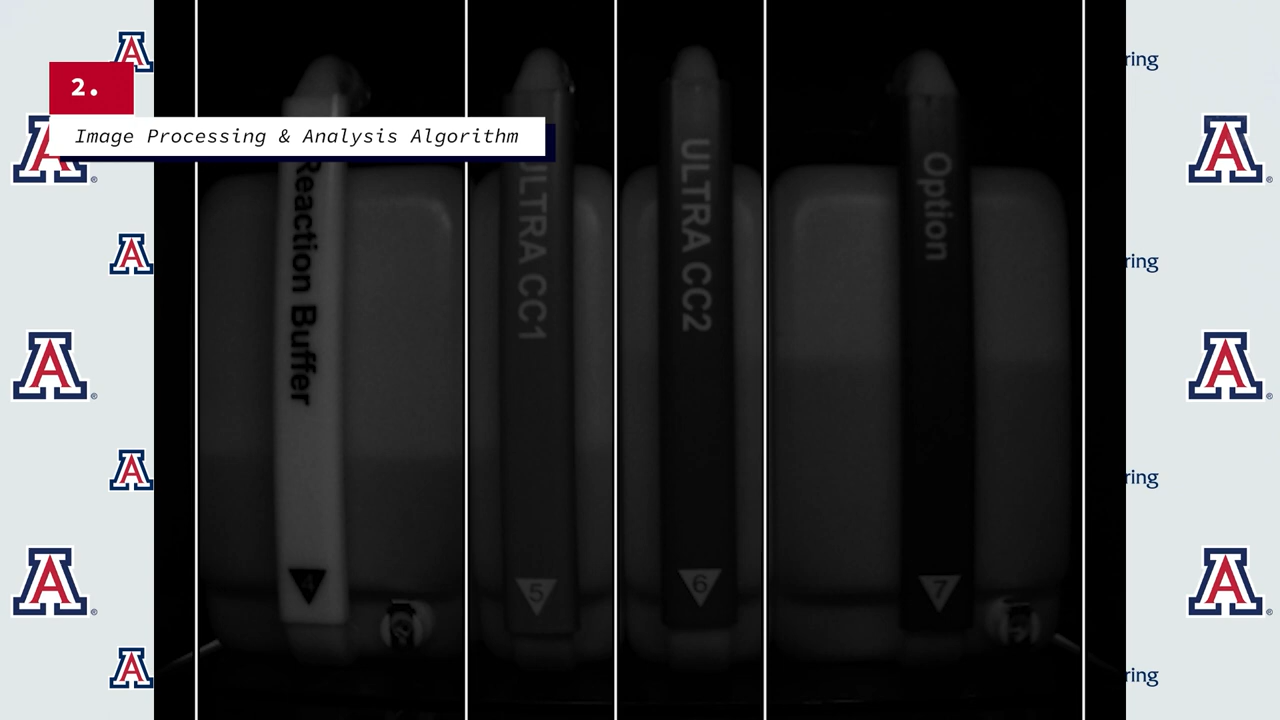 2.
Image Processing & Analysis Algorithm
Reaction Buffer
ULTRA CC1
ULTRA CC2
Option
4
5
6
7
A
A
A
A
A
A
A
A
A
A
ring
ring
ring
ring